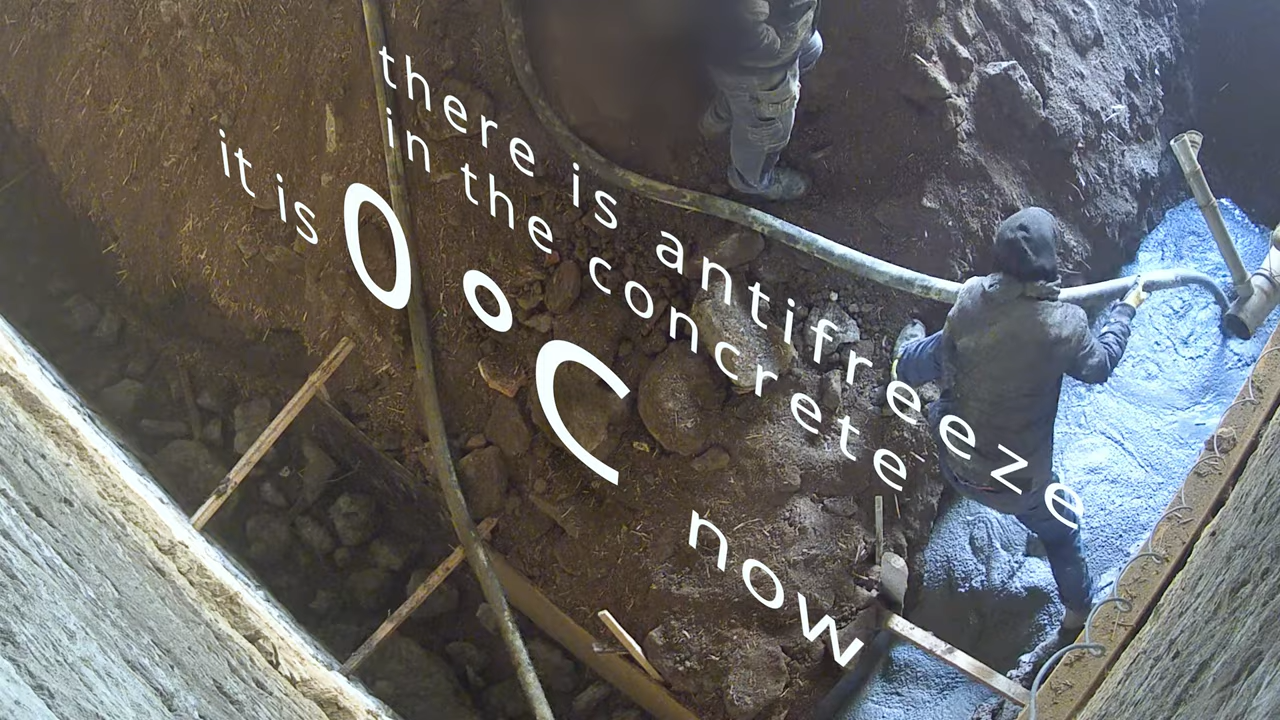 there is antifreeze
in the concrete
it is 0 o C now